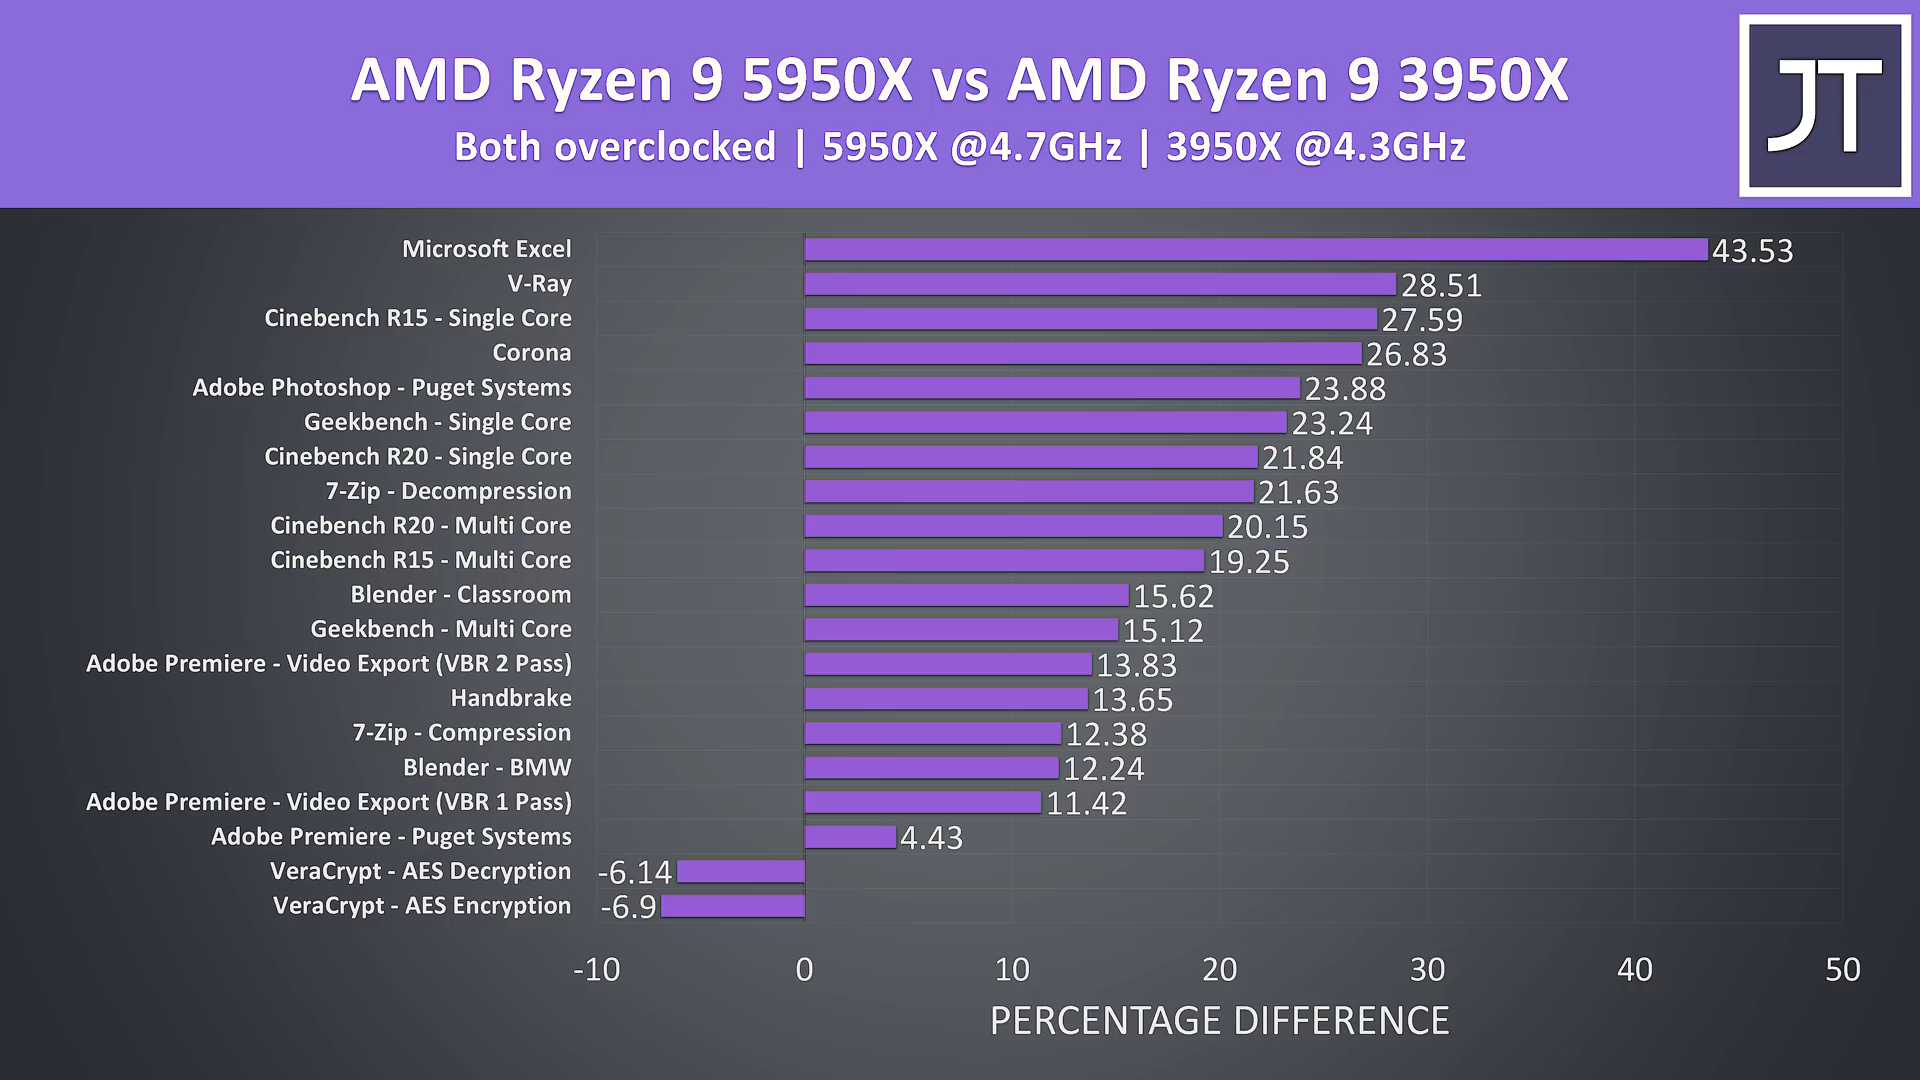 AMD Ryzen 9 5950X vs AMD Ryzen 9 3950X
Both overclocked | 5950X @4.7GHz | 3950X @4.3GHz
JT
Microsoft Excel 43.53
V-Ray 28.51
Cinebench R15 - Single Core 27.59
Corona 26.83
Adobe Photoshop - Puget Systems 23.88
Geekbench - Single Core 23.24
Cinebench R20 - Single Core 21.84
7-Zip - Decompression 21.63
Cinebench R20 - Multi Core 20.15
Cinebench R15 - Multi Core 19.25
Blender - Classroom 15.62
Geekbench - Multi Core 15.12
Adobe Premiere - Video Export (VBR 2 Pass) 13.83
Handbrake 13.65
7-Zip - Compression 12.38
Blender - BMW 12.24
Adobe Premiere - Video Export (VBR 1 Pass) 11.42
Adobe Premiere - Puget Systems 4.43
VeraCrypt - AES Decryption -6.14
VeraCrypt - AES Encryption -6.9
-10 0 10 20 30 40 50
PERCENTAGE DIFFERENCE